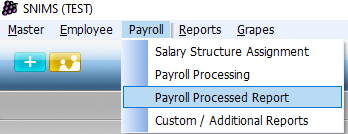 SNIMS (TEST)
Master Employee Payroll Reports Grapes
Salary Structure Assignment
Payroll Processing
Payroll Processed Report
Custom / Additional Reports